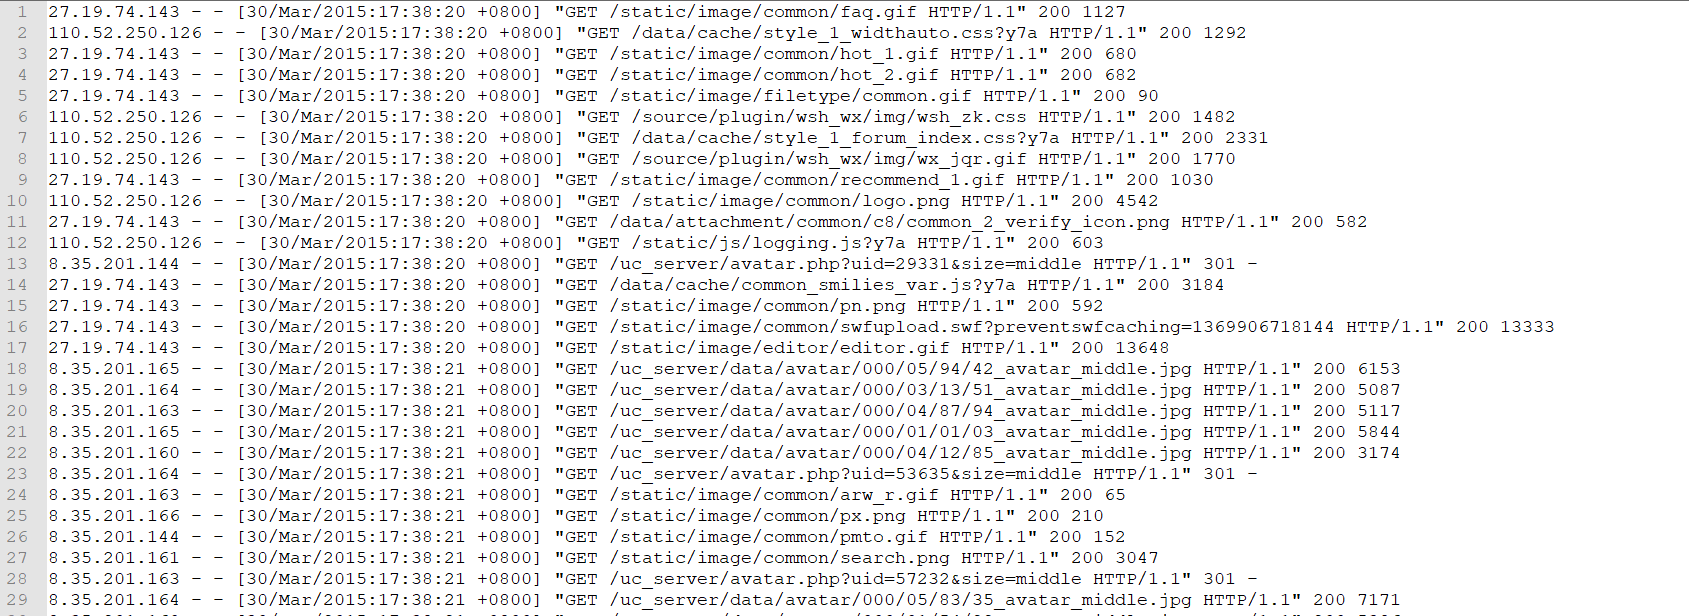 1 27.19.74.143 - - [30/Mar/2015:17:38:20 +0800] "GET /static/image/common/faq.gif HTTP/1.1" 200 1127
2 110.52.250.126 - - [30/Mar/2015:17:38:20 +0800] "GET /data/cache/style_1_widthauto.css?y7a HTTP/1.1" 200 1292
3 27.19.74.143 - - [30/Mar/2015:17:38:20 +0800] "GET /static/image/common/hot_1.gif HTTP/1.1" 200 680
4 27.19.74.143 - - [30/Mar/2015:17:38:20 +0800] "GET /static/image/common/hot_2.gif HTTP/1.1" 200 682
5 27.19.74.143 - - [30/Mar/2015:17:38:20 +0800] "GET /static/image/filetype/common.gif HTTP/1.1" 200 90
6 110.52.250.126 - - [30/Mar/2015:17:38:20 +0800] "GET /source/plugin/wsh_wx/img/wsh_zk.css HTTP/1.1" 200 1482
7 110.52.250.126 - - [30/Mar/2015:17:38:20 +0800] "GET /data/cache/style_1_forum_index.css?y7a HTTP/1.1" 200 2331
8 110.52.250.126 - - [30/Mar/2015:17:38:20 +0800] "GET /source/plugin/wsh_wx/img/wx_jqr.gif HTTP/1.1" 200 1770
9 27.19.74.143 - - [30/Mar/2015:17:38:20 +0800] "GET /static/image/common/recommend_1.gif HTTP/1.1" 200 1030
10 110.52.250.126 - - [30/Mar/2015:17:38:20 +0800] "GET /static/image/common/logo.png HTTP/1.1" 200 4542
11 27.19.74.143 - - [30/Mar/2015:17:38:20 +0800] "GET /data/attachment/common/c8/common_2_verify_icon.png HTTP/1.1" 200 582
12 110.52.250.126 - - [30/Mar/2015:17:38:20 +0800] "GET /static/js/logging.js?y7a HTTP/1.1" 200 603
13 8.35.201.144 - - [30/Mar/2015:17:38:20 +0800] "GET /uc_server/avatar.php?uid=29331&size=middle HTTP/1.1" 301 -
14 27.19.74.143 - - [30/Mar/2015:17:38:20 +0800] "GET /data/cache/common_smilies_var.js?y7a HTTP/1.1" 200 3184
15 27.19.74.143 - - [30/Mar/2015:17:38:20 +0800] "GET /static/image/common/pn.png HTTP/1.1" 200 592
16 27.19.74.143 - - [30/Mar/2015:17:38:20 +0800] "GET /static/image/common/swfupload.swf?preventswfcaching=1369906718144 HTTP/1.1" 200 13333
17 27.19.74.143 - - [30/Mar/2015:17:38:20 +0800] "GET /static/image/editor/editor.gif HTTP/1.1" 200 13648
18 8.35.201.165 - - [30/Mar/2015:17:38:21 +0800] "GET /uc_server/data/avatar/000/05/94/42_avatar_middle.jpg HTTP/1.1" 200 6153
19 8.35.201.164 - - [30/Mar/2015:17:38:21 +0800] "GET /uc_server/data/avatar/000/03/13/51_avatar_middle.jpg HTTP/1.1" 200 5087
20 8.35.201.163 - - [30/Mar/2015:17:38:21 +0800] "GET /uc_server/data/avatar/000/04/87/94_avatar_middle.jpg HTTP/1.1" 200 5117
21 8.35.201.165 - - [30/Mar/2015:17:38:21 +0800] "GET /uc_server/data/avatar/000/01/01/03_avatar_middle.jpg HTTP/1.1" 200 5844
22 8.35.201.160 - - [30/Mar/2015:17:38:21 +0800] "GET /uc_server/data/avatar/000/04/12/85_avatar_middle.jpg HTTP/1.1" 200 3174
23 8.35.201.164 - - [30/Mar/2015:17:38:21 +0800] "GET /uc_server/avatar.php?uid=53635&size=middle HTTP/1.1" 301 -
24 8.35.201.163 - - [30/Mar/2015:17:38:21 +0800] "GET /static/image/common/arw_r.gif HTTP/1.1" 200 65
25 8.35.201.166 - - [30/Mar/2015:17:38:21 +0800] "GET /static/image/common/px.png HTTP/1.1" 200 210
26 8.35.201.144 - - [30/Mar/2015:17:38:21 +0800] "GET /static/image/common/pmto.gif HTTP/1.1" 200 152
27 8.35.201.161 - - [30/Mar/2015:17:38:21 +0800] "GET /static/image/common/search.png HTTP/1.1" 200 3047
28 8.35.201.163 - - [30/Mar/2015:17:38:21 +0800] "GET /uc_server/avatar.php?uid=57232&size=middle HTTP/1.1" 301 -
29 8.35.201.164 - - [30/Mar/2015:17:38:21 +0800] "GET /uc_server/data/avatar/000/05/83/35_avatar_middle.jpg HTTP/1.1" 200 7171